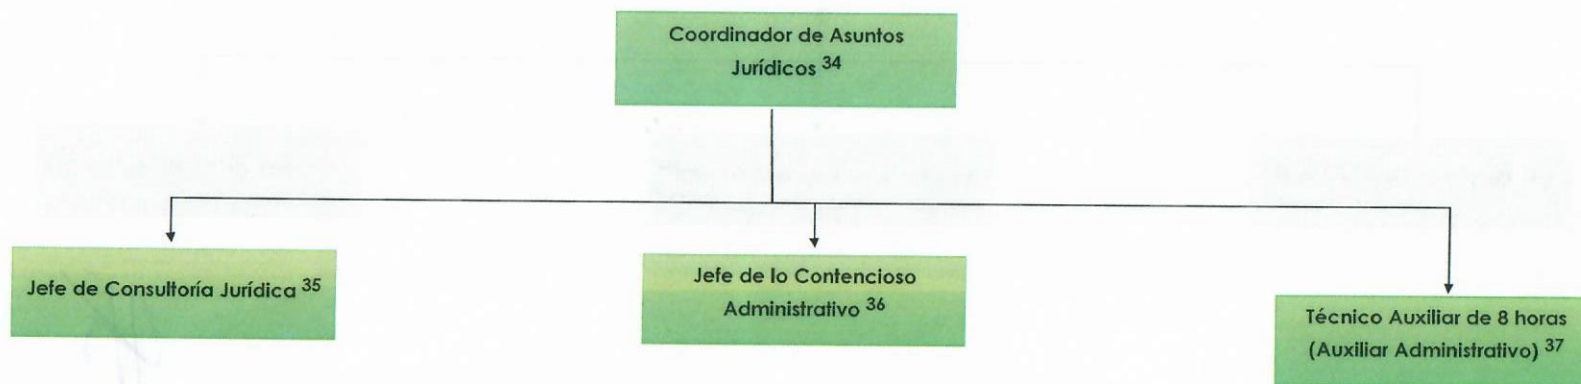 Coordinador de Asuntos
Jurídicos 34
Jefe de Consultoría Jurídica 35
Jefe de lo Contencioso
Administrativo 36
Técnico Auxiliar de 8 horas
(Auxiliar Administrativo) 37